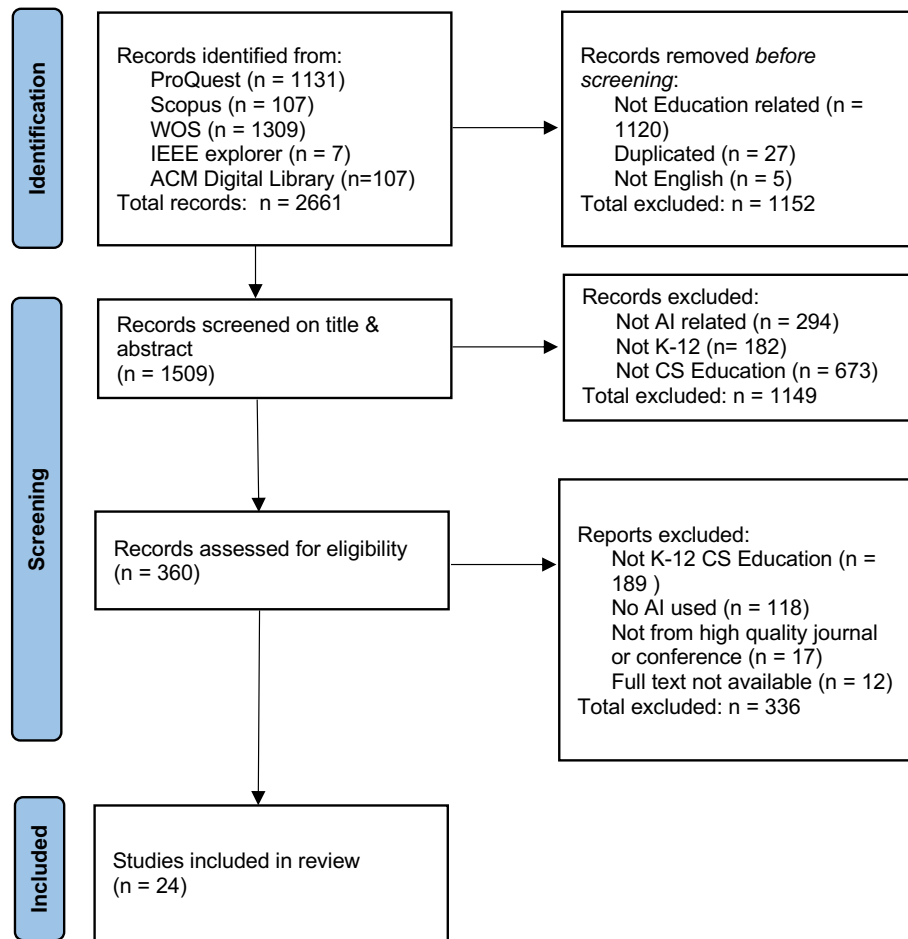 Identification
Records identified from:
ProQuest (n = 1131)
Scopus (n = 107)
WOS (n = 1309)
IEEE explorer (n = 7)
ACM Digital Library (n=107)
Total records:  n = 2661
Records removed before
screening:
Not Education related (n =
1120)
Duplicated (n = 27)
Not English (n = 5)
Total excluded: n = 1152
Screening
Records screened on title &
abstract
(n = 1509)
Records excluded:
Not AI related (n = 294)
Not K-12 (n= 182)
Not CS Education (n = 673)
Total excluded: n = 1149
Records assessed for eligibility
(n = 360)
Reports excluded:
Not K-12 CS Education (n =
189 )
No AI used (n = 118)
Not from high quality journal
or conference (n = 17)
Full text not available (n = 12)
Total excluded: n = 336
Included
Studies included in review
(n = 24)